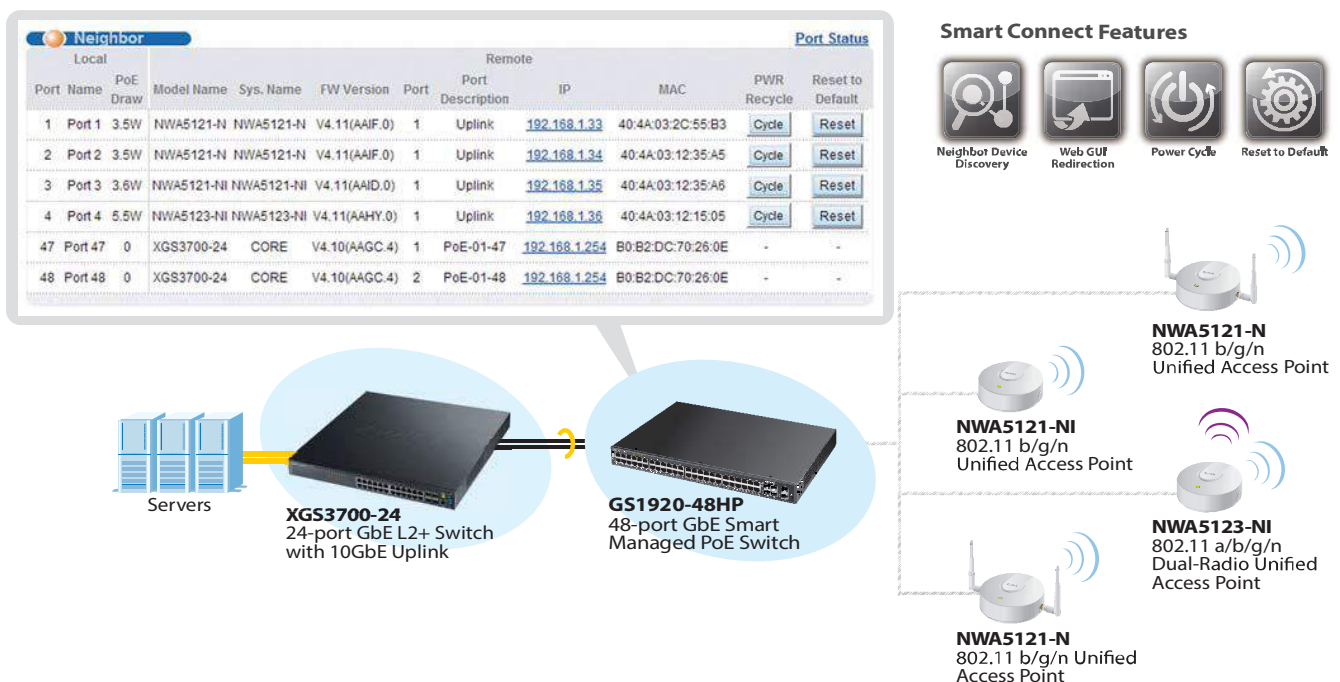 Neighbor
Port Status
Local Remote
Port Name PoE Draw Model Name Sys. Name FW Version Port Port Description IP MAC PWR Recycle Reset to Default
1 Port 1 3.5W NWA5121-N NWA5121-N V4.11(AAIF.0) 1 Uplink 192.168.1.33 40:4A:03:2C:55:B3 Cycle Reset
2 Port 2 3.5W NWA5121-N NWA5121-N V4.11(AAIF.0) 1 Uplink 192.168.1.34 40:4A:03:12:35:A5 Cycle Reset
3 Port 3 3.6W NWA5121-NI NWA5121-NI V4.11(AAID.0) 1 Uplink 192.168.1.35 40:4A:03:12:35:A6 Cycle Reset
4 Port 4 5.5W NWA5123-NI NWA5123-NI V4.11(AAHY.0) 1 Uplink 192.168.1.36 40:4A:03:12:15:05 Cycle Reset
47 Port 47 0 XGS3700-24 CORE V4.10(AAGC.4) 1 PoE-01-47 192.168.1.254 B0:B2:DC:70:26:0E - -
48 Port 48 0 XGS3700-24 CORE V4.10(AAGC.4) 2 PoE-01-48 192.168.1.254 B0:B2:DC:70:26:0E - -
Smart Connect Features
Neighbor Device
Discovery
Web GUI
Redirection
Power Cycle
Reset to Default
NWA5121-N
802.11 b/g/n
Unified Access Point
NWA5121-NI
802.11 b/g/n
Unified Access Point
Servers
XGS3700-24
24-port GbE L2+ Switch
with 10GbE Uplink
GS1920-48HP
48-port GbE Smart
Managed PoE Switch
NWA5123-NI
802.11 a/b/g/n
Dual-Radio Unified
Access Point
NWA5121-N
802.11 b/g/n Unified
Access Point